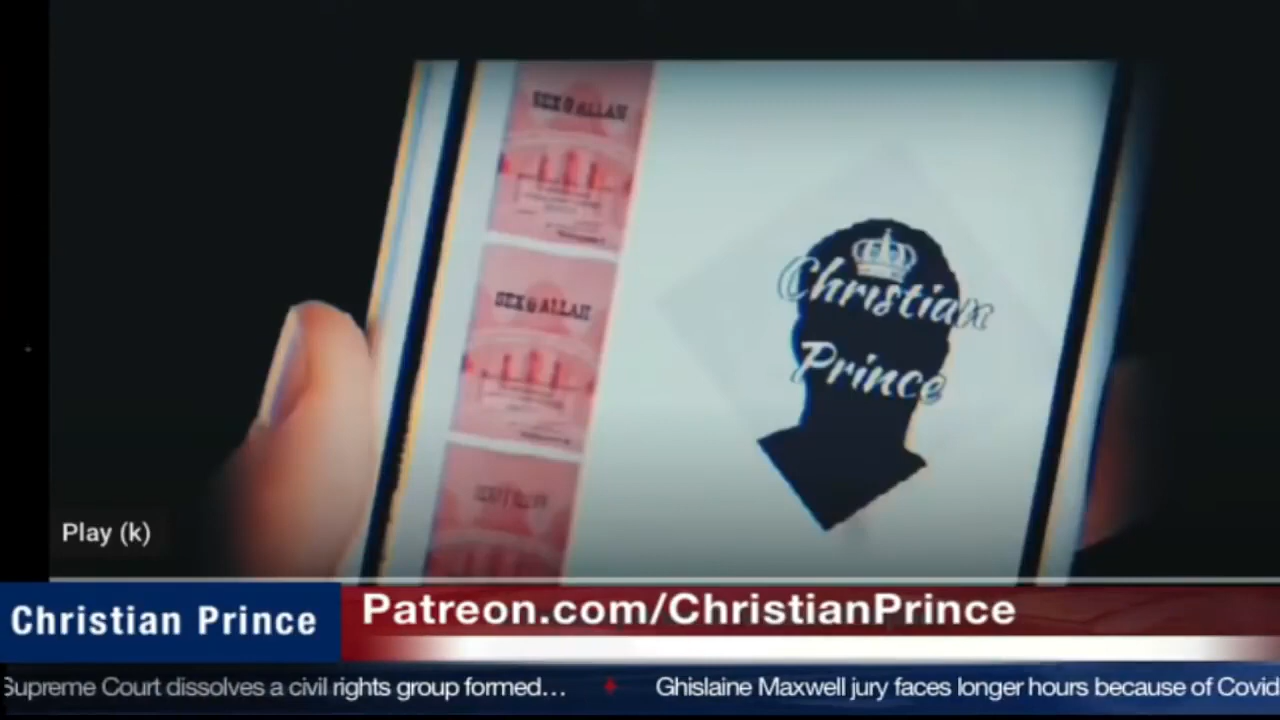 SEX & ALLAH
SEX & ALLAH
Christian
Prince
Play (k)
Christian Prince
Patreon.com/ChristianPrince
Supreme Court dissolves a civil rights group formed...
Ghislaine Maxwell jury faces longer hours because of Covid